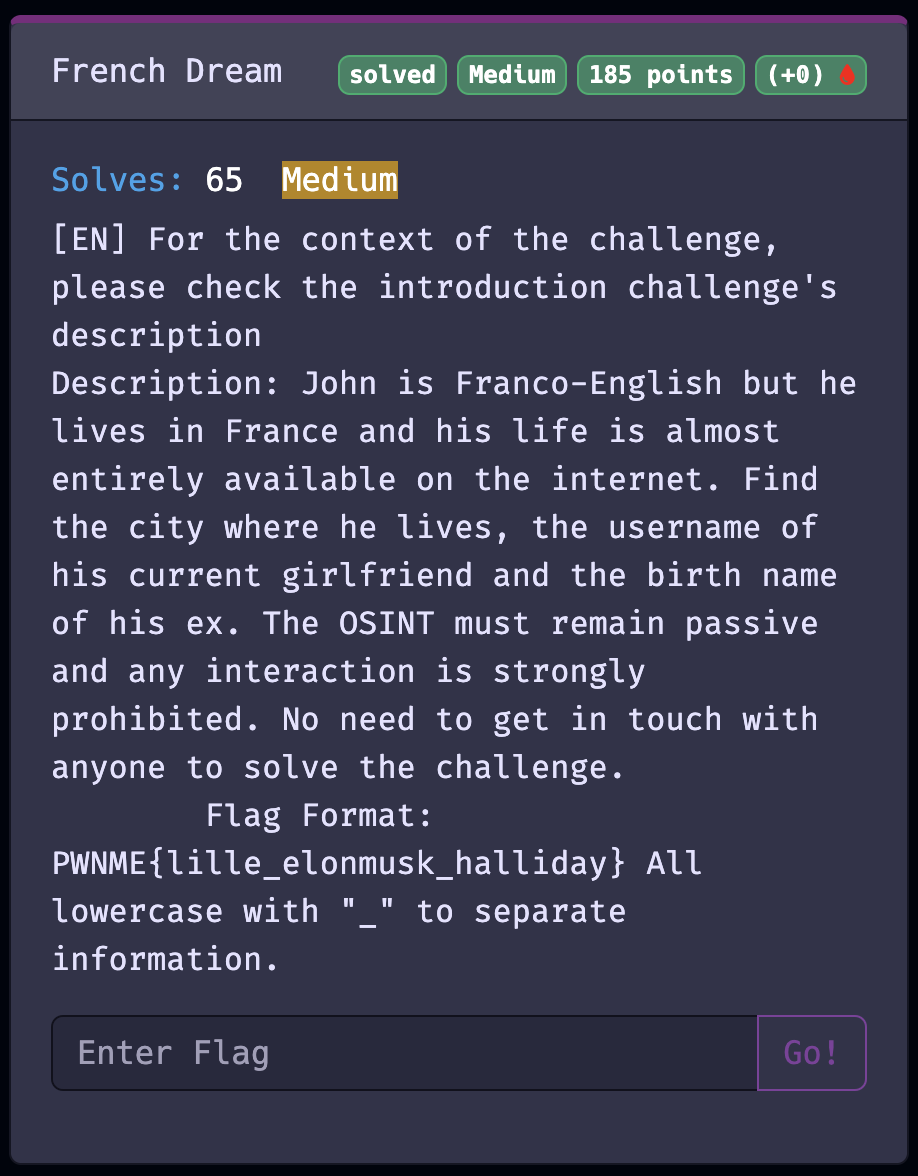 French Dream solved Medium 185 points (+0)
Solves: 65 Medium
[EN] For the context of the challenge,
please check the introduction challenge's
description
Description: John is Franco-English but he
lives in France and his life is almost
entirely available on the internet. Find
the city where he lives, the username of
his current girlfriend and the birth name
of his ex. The OSINT must remain passive
and any interaction is strongly
prohibited. No need to get in touch with
anyone to solve the challenge.
Flag Format:
PWNME{lille_elonmusk_halliday} All
lowercase with "_" to separate
information.
Enter Flag Go!